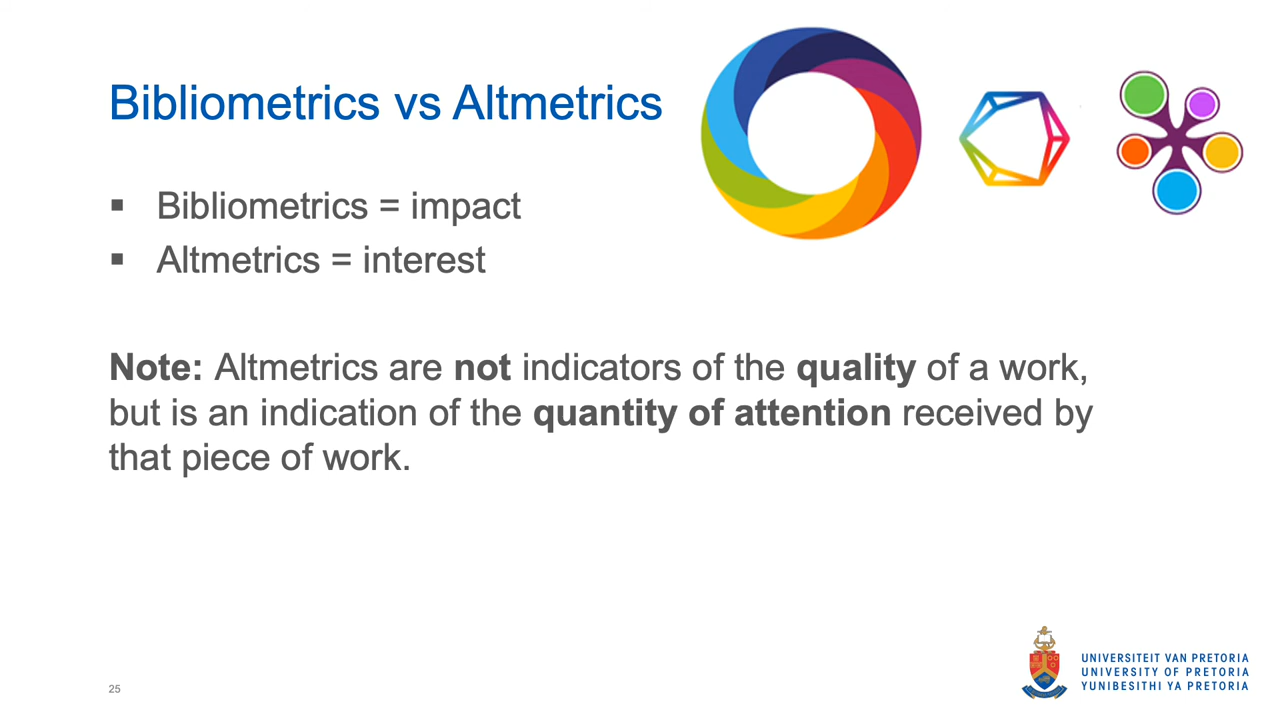 Bibliometrics vs Altmetrics
▪ Bibliometrics = impact
▪ Altmetrics = interest
Note: Altmetrics are not indicators of the quality of a work,
but is an indication of the quantity of attention received by
that piece of work.
25
UNIVERSITEIT VAN PRETORIA
UNIVERSITY OF PRETORIA
YUNIBESITHI YA PRETORIA